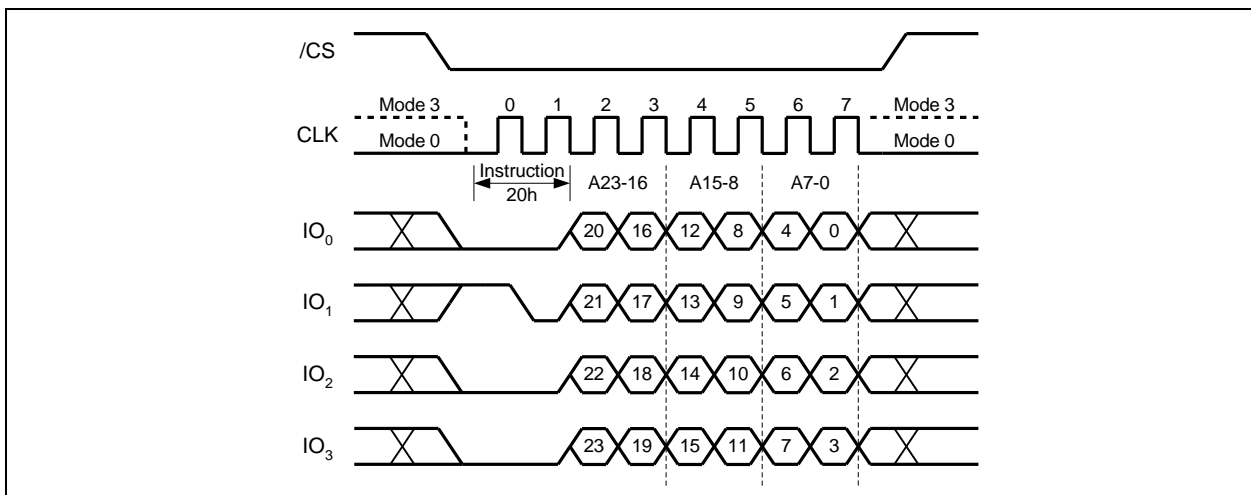 /CS
Mode 3 0 1 2 3 4 5 6 7 Mode 3
CLK
Mode 0 Mode 0
Instruction
20h
A23-16 A15-8 A7-0
IO0 20 16 12 8 4 0
IO1 21 17 13 9 5 1
IO2 22 18 14 10 6 2
IO3 23 19 15 11 7 3